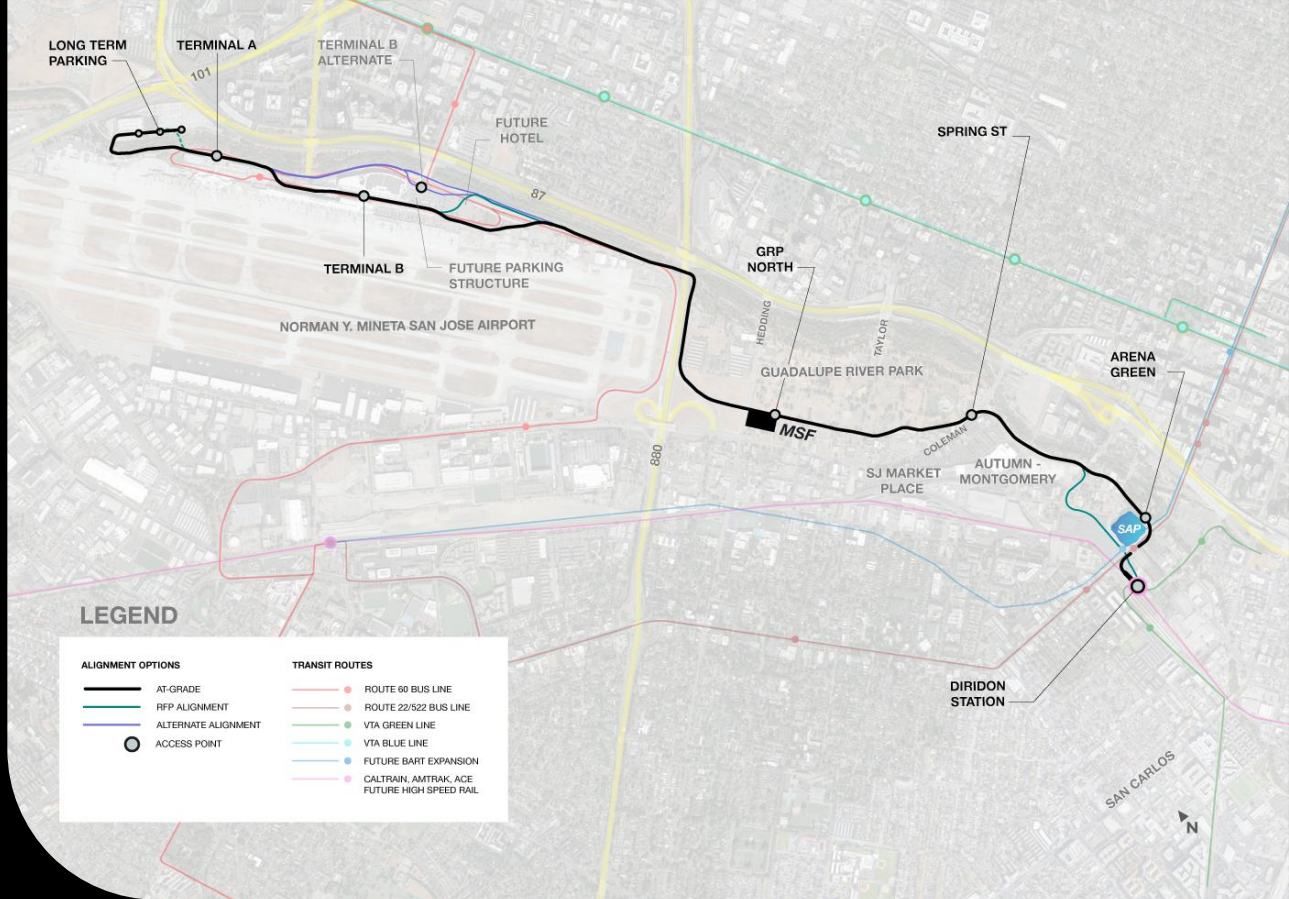 LONG TERM
PARKING
TERMINAL A
TERMINAL B
ALTERNATE
101
FUTURE
HOTEL
SPRING ST
87
TERMINAL B
FUTURE PARKING
STRUCTURE
GRP
NORTH
NORMAN Y. MINETA SAN JOSE AIRPORT
HEDDING
TAYLOR
GUADALUPE RIVER PARK
ARENA
GREEN
MSF
COLEMAN
880
SJ MARKET
PLACE
AUTUMN -
MONTGOMERY
SAP
DIRIDON
STATION
SAN CARLOS
N
LEGEND
ALIGNMENT OPTIONS
AT-GRADE
RFP ALIGNMENT
ALTERNATE ALIGNMENT
ACCESS POINT
TRANSIT ROUTES
ROUTE 60 BUS LINE
ROUTE 22/522 BUS LINE
VTA GREEN LINE
VTA BLUE LINE
FUTURE BART EXPANSION
CALTRAIN, AMTRAK, ACE
FUTURE HIGH SPEED RAIL